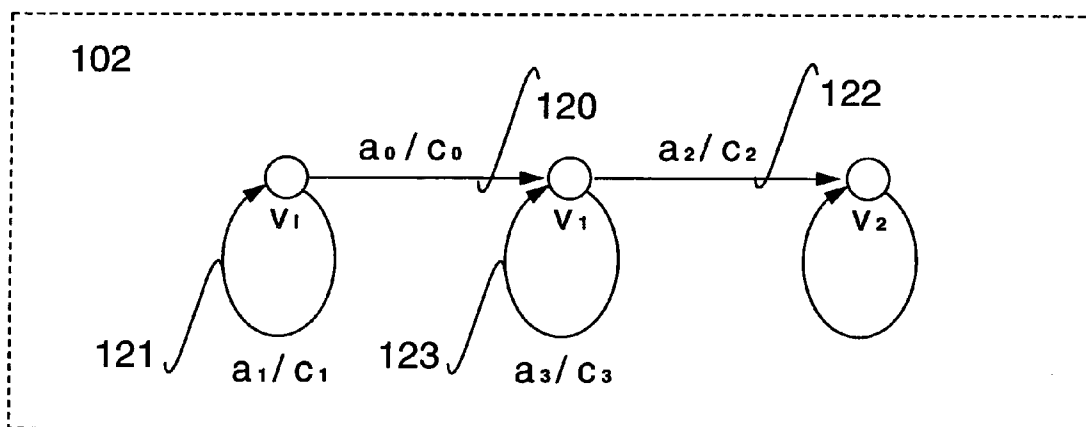 102
120
122
a₀/c₀
a₂/c₂
v₁
v₁
v₂
121
a₁/c₁
123
a₃/c₃